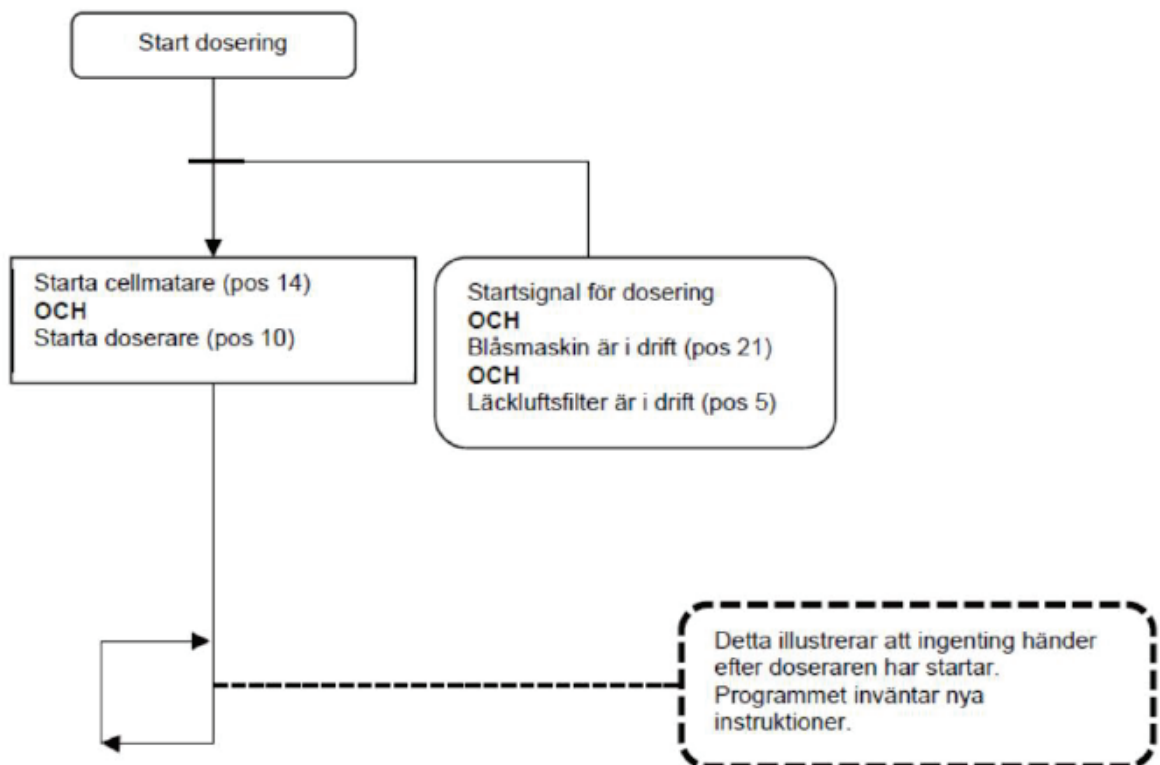 Start dosering
Starta cellmatare (pos 14)
OCH
Starta doserare (pos 10)
Startsignal för dosering
OCH
Blåsmaskin är i drift (pos 21)
OCH
Läckluftsfilter är i drift (pos 5)
Detta illustrerar att ingenting händer
efter doseraren har startar.
Programmet inväntar nya
instruktioner.